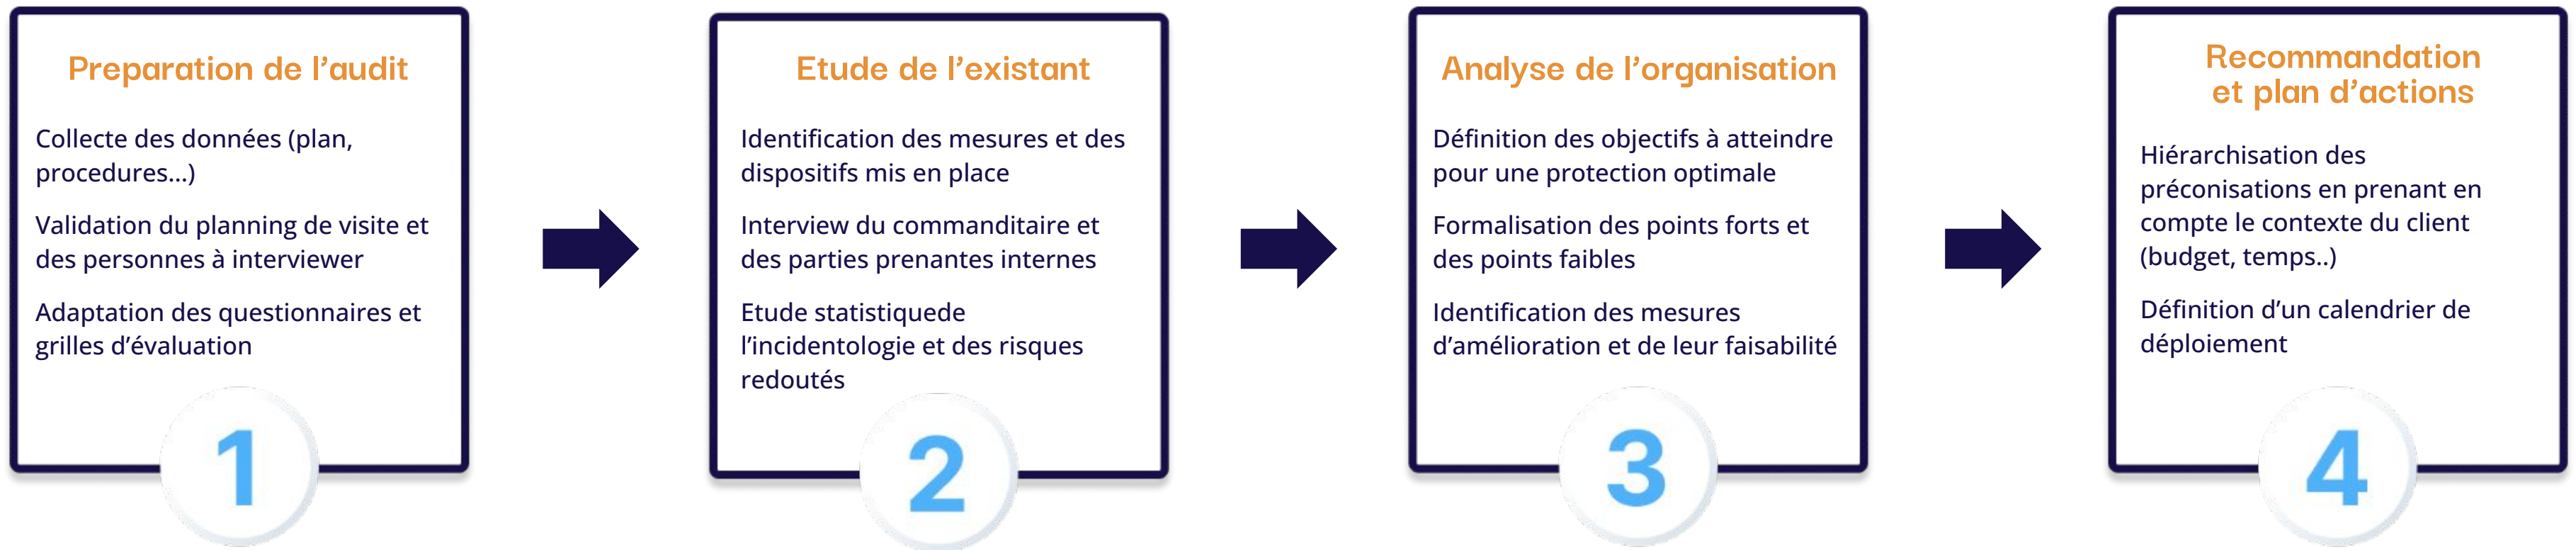 Preparation de l'audit
Collecte des données (plan,
procedures...)
Validation du planning de visite et
des personnes à interviewer
Adaptation des questionnaires et
grilles d'évaluation
1
Etude de l'existant
Identification des mesures et des
dispositifs mis en place
Interview du commanditaire et
des parties prenantes internes
Etude statistiquede
l'incidentologie et des risques
redoutés
2
Analyse de l'organisation
Définition des objectifs à atteindre
pour une protection optimale
Formalisation des points forts et
des points faibles
Identification des mesures
d'amélioration et de leur faisabilité
3
Recommandation
et plan d'actions
Hiérarchisation des
préconisations en prenant en
compte le contexte du client
(budget, temps..)
Définition d'un calendrier de
déploiement
4